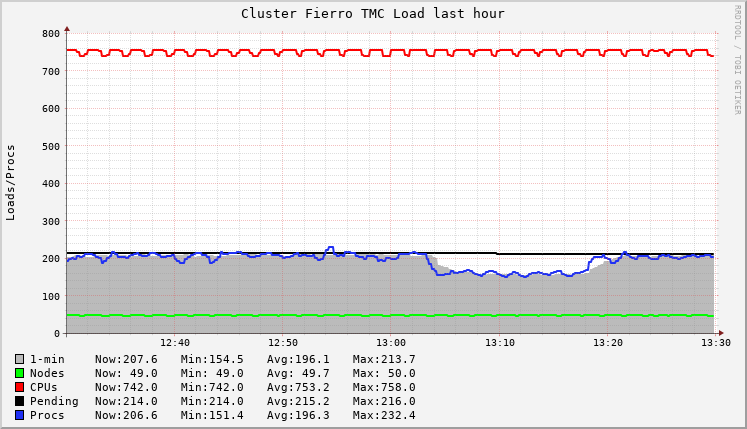 Cluster Fierro TMC Load last hour
RRDTOOL / TOBI OETIKER
Loads/Procs
800
700
600
500
400
300
200
100
0
12:40 12:50 13:00 13:10 13:20 13:30
1-min Now:207.6 Min:154.5 Avg:196.1 Max:213.7
Nodes Now: 49.0 Min: 49.0 Avg: 49.7 Max: 50.0
CPUs Now:742.0 Min:742.0 Avg:753.2 Max:758.0
Pending Now:214.0 Min:214.0 Avg:215.2 Max:216.0
Procs Now:206.6 Min:151.4 Avg:196.3 Max:232.4